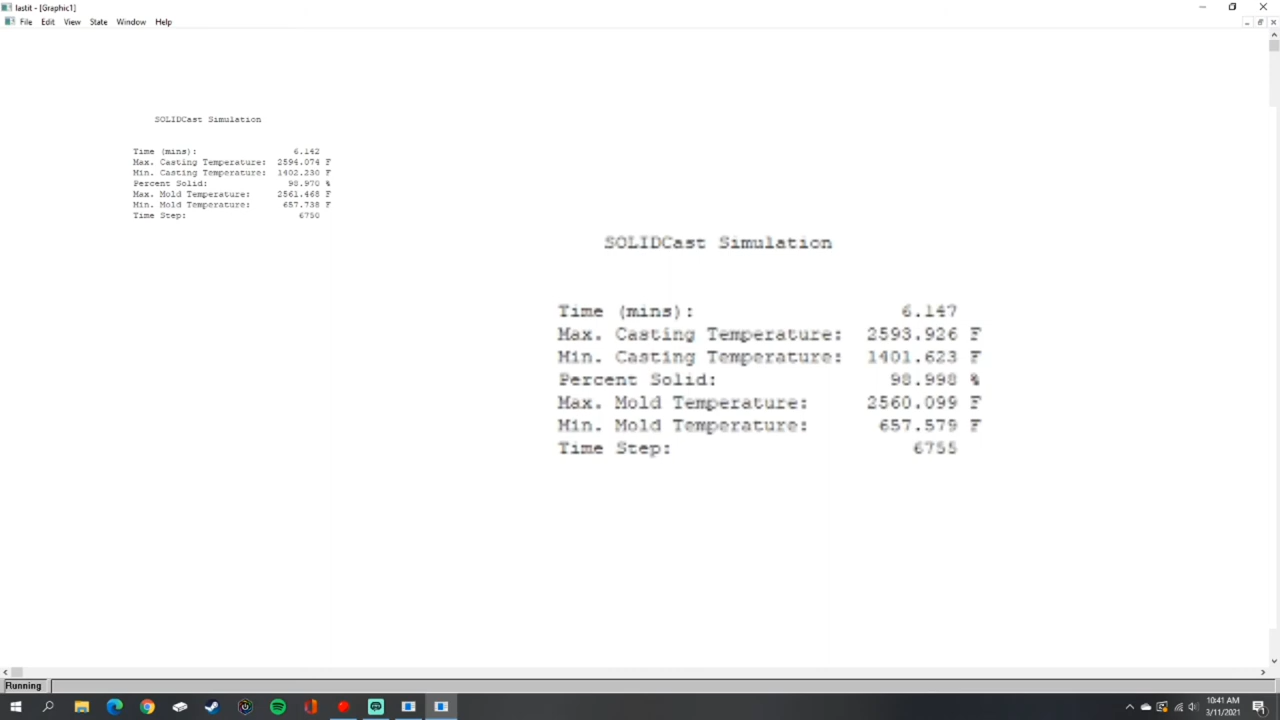 lastit - [Graphic1]
File Edit View State Window Help
SOLIDCast Simulation
Time (mins): 6.142
Max. Casting Temperature: 2594.074 F
Min. Casting Temperature: 1402.230 F
Percent Solid: 98.970 %
Max. Mold Temperature: 2561.468 F
Min. Mold Temperature: 657.738 F
Time Step: 6750
SOLIDCast Simulation
Time (mins): 6.147
Max. Casting Temperature: 2593.926 F
Min. Casting Temperature: 1401.623 F
Percent Solid: 98.998 %
Max. Mold Temperature: 2560.099 F
Min. Mold Temperature: 657.579 F
Time Step: 6755
Running
10:41 AM
3/11/2021
1